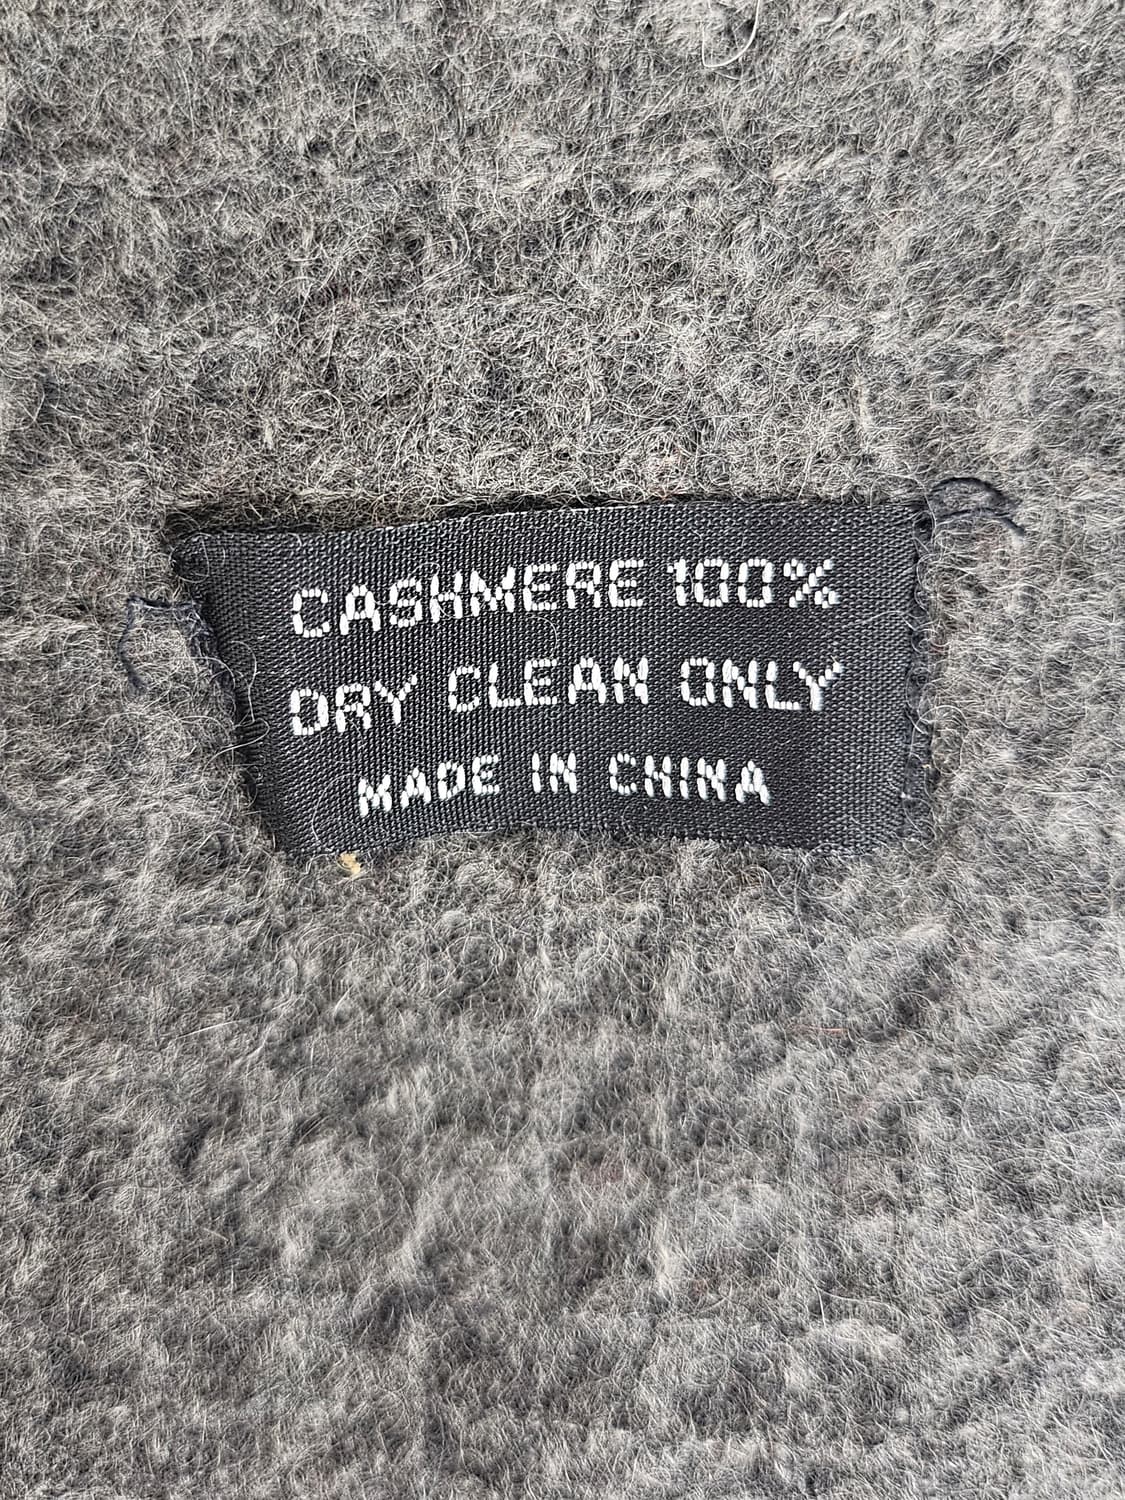 CASHMERE 100%
DRY CLEAN ONLY
MADE IN CHINA